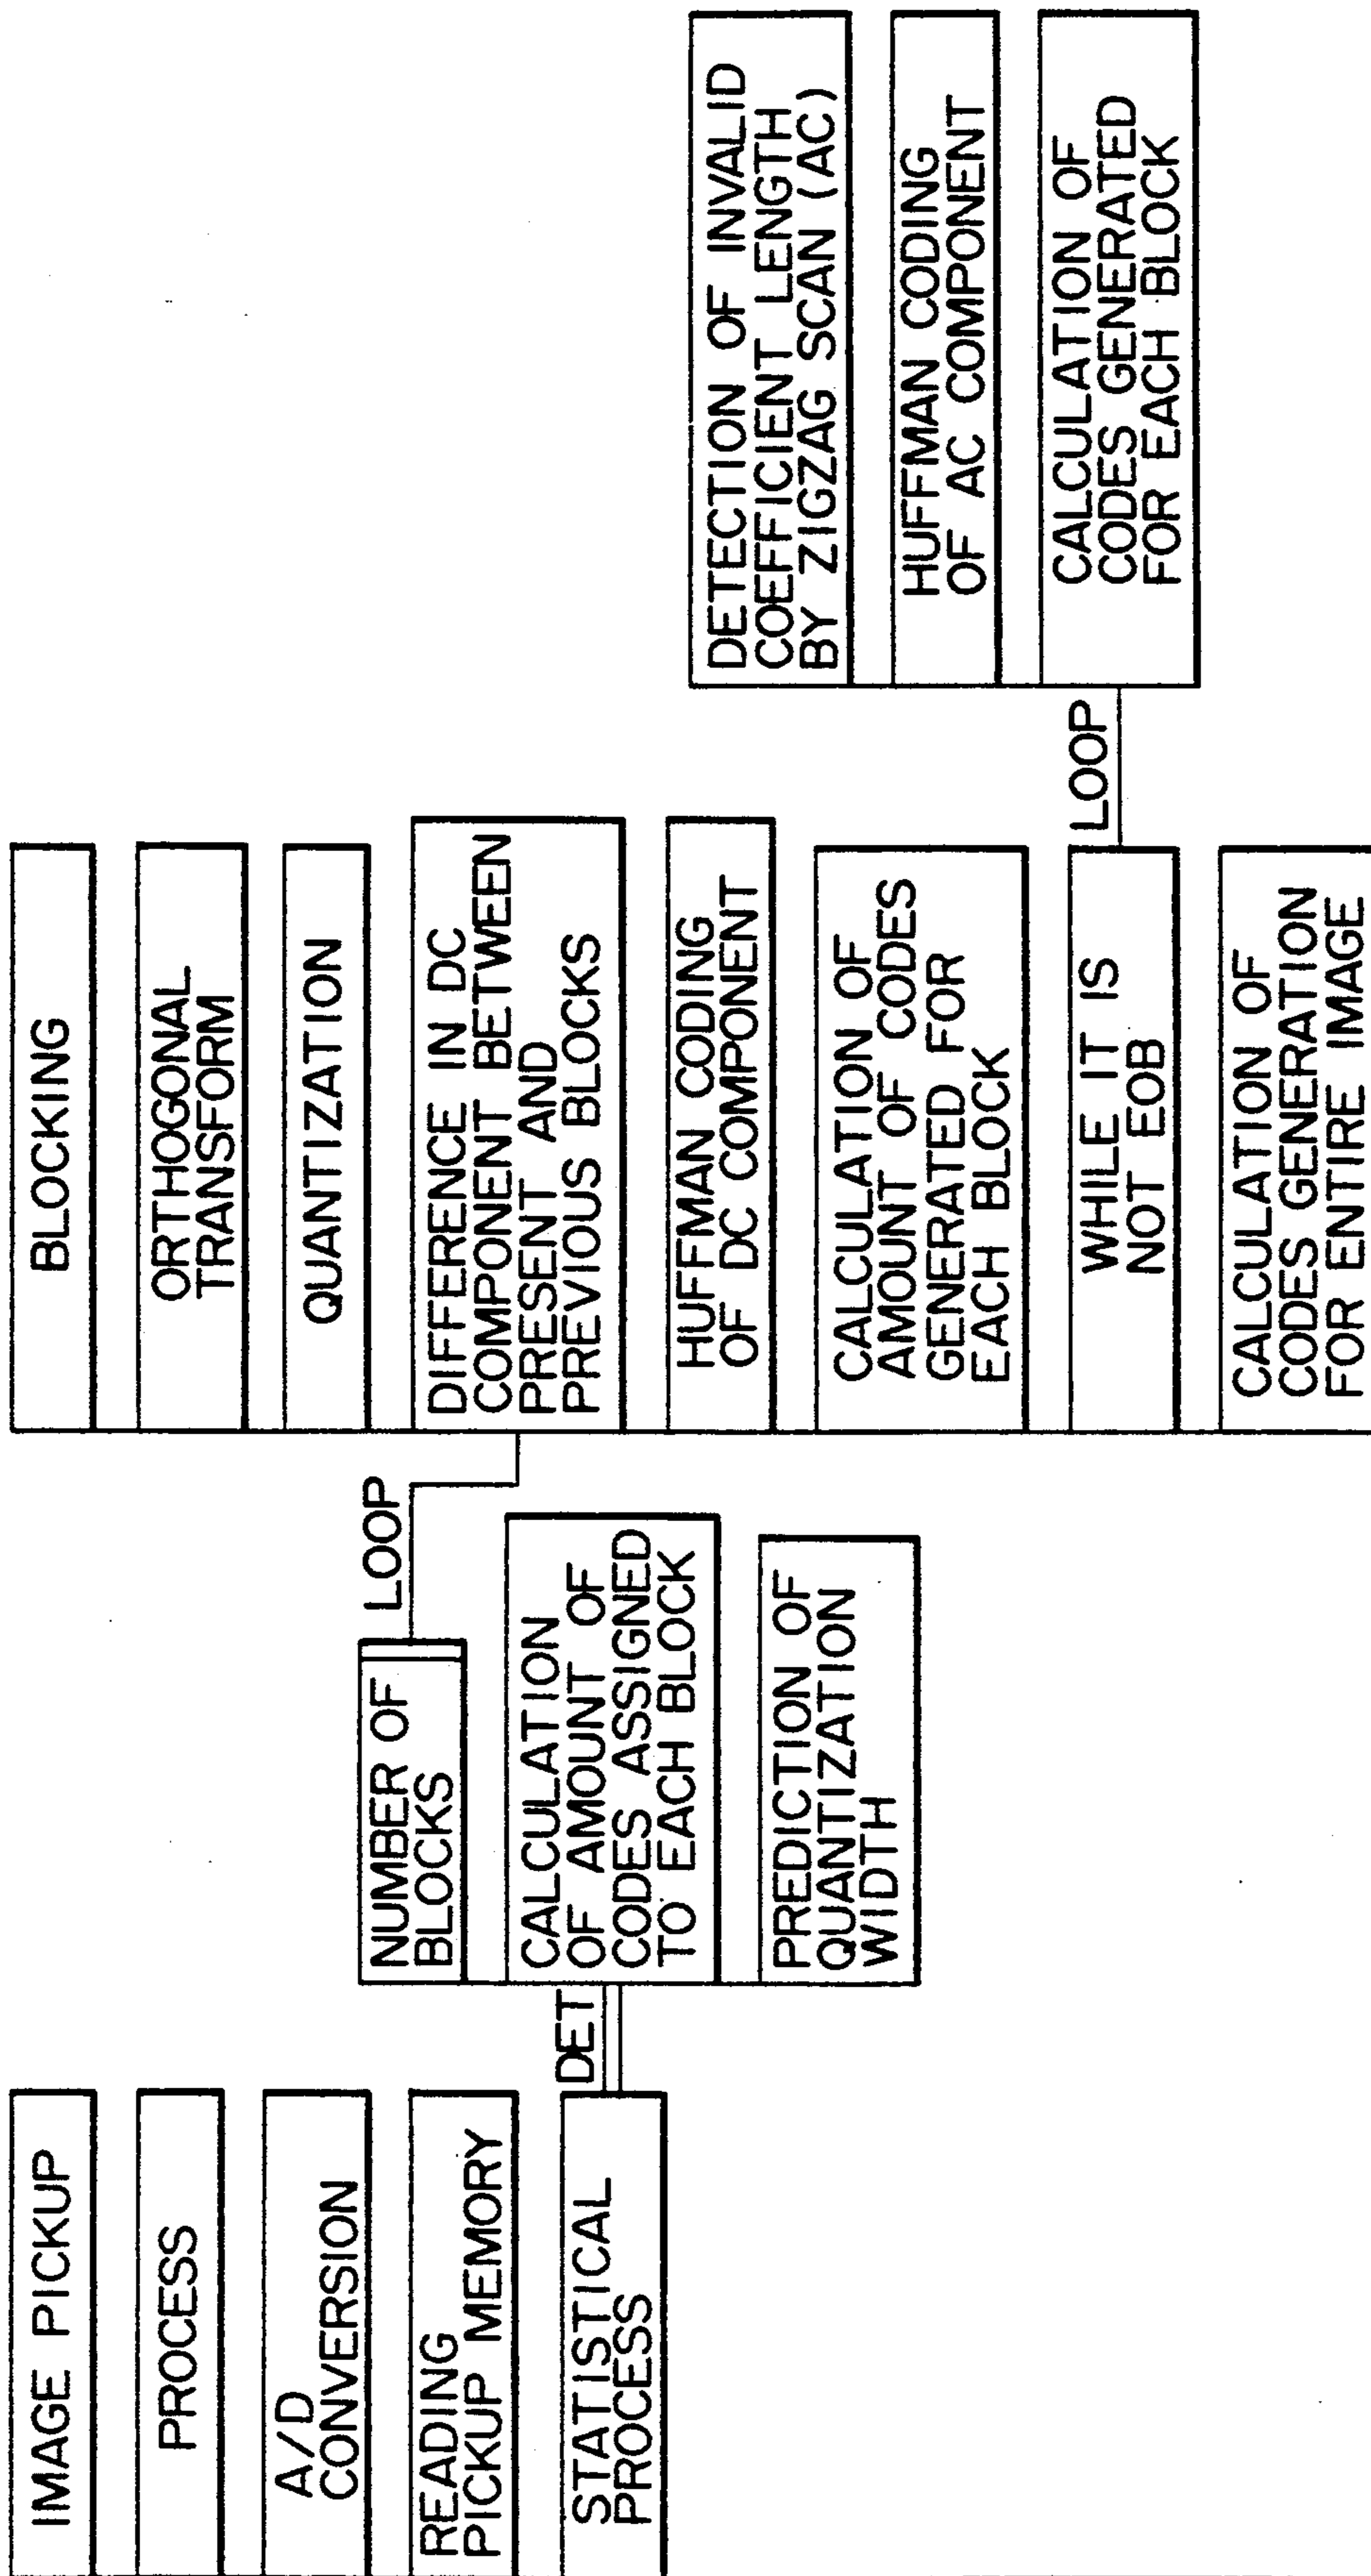 IMAGE PICKUP
PROCESS
A/D
CONVERSION
READING
PICKUP MEMORY
STATISTICAL
PROCESS
DET
NUMBER OF
BLOCKS
LOOP
CALCULATION
OF AMOUNT OF
CODES ASSIGNED
TO EACH BLOCK
PREDICTION OF
QUANTIZATION
WIDTH
BLOCKING
ORTHOGONAL
TRANSFORM
QUANTIZATION
DIFFERENCE IN DC
COMPONENT BETWEEN
PRESENT AND
PREVIOUS BLOCKS
HUFFMAN CODING
OF DC COMPONENT
CALCULATION OF
AMOUNT OF CODES
GENERATED FOR
EACH BLOCK
WHILE IT IS
NOT EOB
LOOP
CALCULATION OF
CODES GENERATION
FOR ENTIRE IMAGE
DETECTION OF INVALID
COEFFICIENT LENGTH
BY ZIGZAG SCAN (AC)
HUFFMAN CODING
OF AC COMPONENT
CALCULATION OF
CODES GENERATED
FOR EACH BLOCK